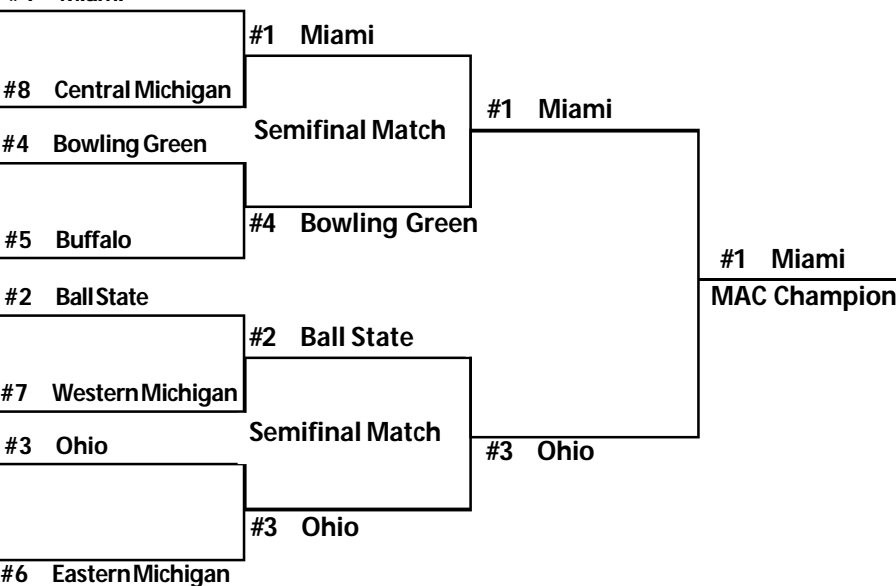 #1 Miami
#8 Central Michigan
#4 Bowling Green
#5 Buffalo
#2 Ball State
#7 Western Michigan
#3 Ohio
#6 Eastern Michigan
#1 Miami
Semifinal Match
#4 Bowling Green
#2 Ball State
Semifinal Match
#3 Ohio
#1 Miami
#3 Ohio
#1 Miami
MAC Champion